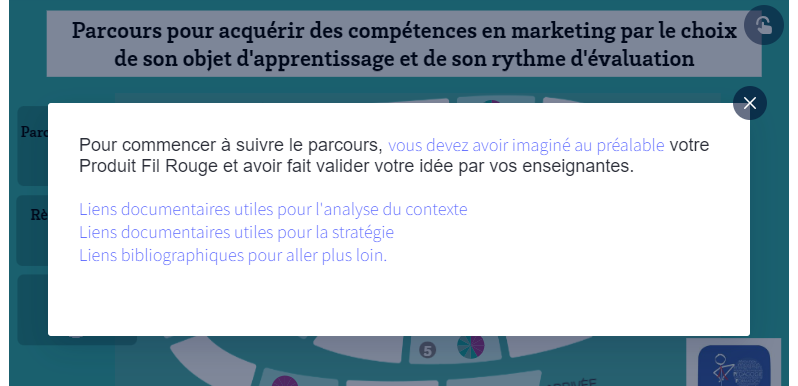 Parcours pour acquérir des compétences en marketing par le choix
de son objet d'apprentissage et de son rythme d'évaluation
Parc
Pour commencer à suivre le parcours, vous devez avoir imaginé au préalable votre
Produit Fil Rouge et avoir fait valider votre idée par vos enseignantes.
Rè
Liens documentaires utiles pour l'analyse du contexte
Liens documentaires utiles pour la stratégie
Liens bibliographiques pour aller plus loin.
5
ARRIVÉE